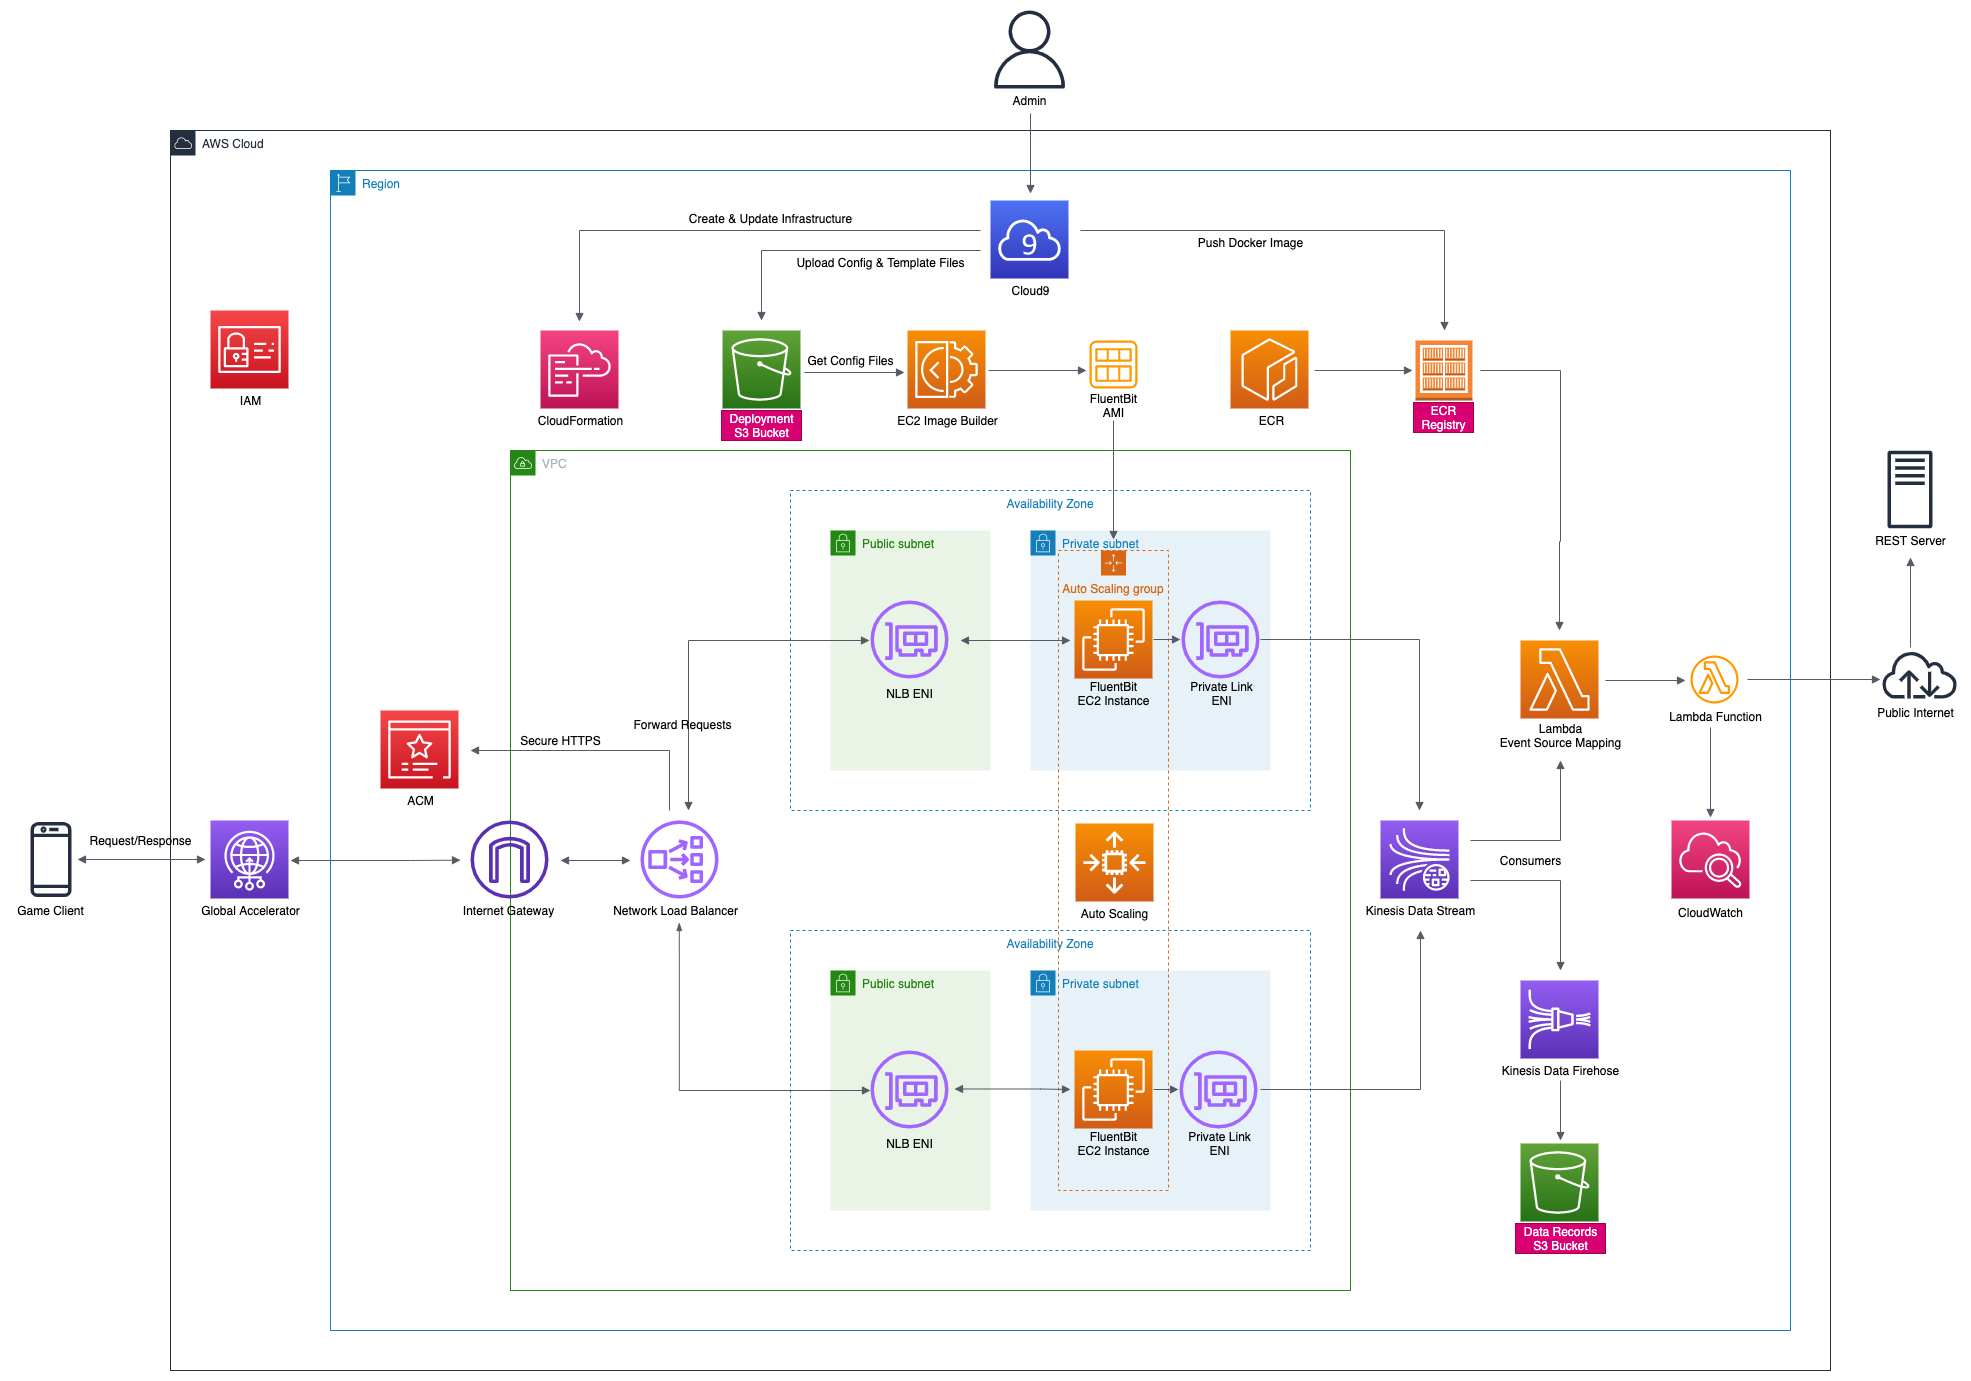 Admin
AWS Cloud
Region
Create & Update Infrastructure
Push Docker Image
Upload Config & Template Files
9
Cloud9
Get Config Files
IAM
CloudFormation
Deployment
S3 Bucket
EC2 Image Builder
FluentBit
AMI
ECR
ECR
Registry
VPC
Availability Zone
Public subnet
Private subnet
Auto Scaling group
REST Server
NLB ENI
FluentBit
EC2 Instance
Private Link
ENI
Forward Requests
Secure HTTPS
Lambda
Event Source Mapping
Lambda Function
Public Internet
ACM
Request/Response
Game Client
Global Accelerator
Internet Gateway
Network Load Balancer
Auto Scaling
Kinesis Data Stream
Consumers
CloudWatch
Availability Zone
Public subnet
Private subnet
NLB ENI
FluentBit
EC2 Instance
Private Link
ENI
Kinesis Data Firehose
Data Records
S3 Bucket